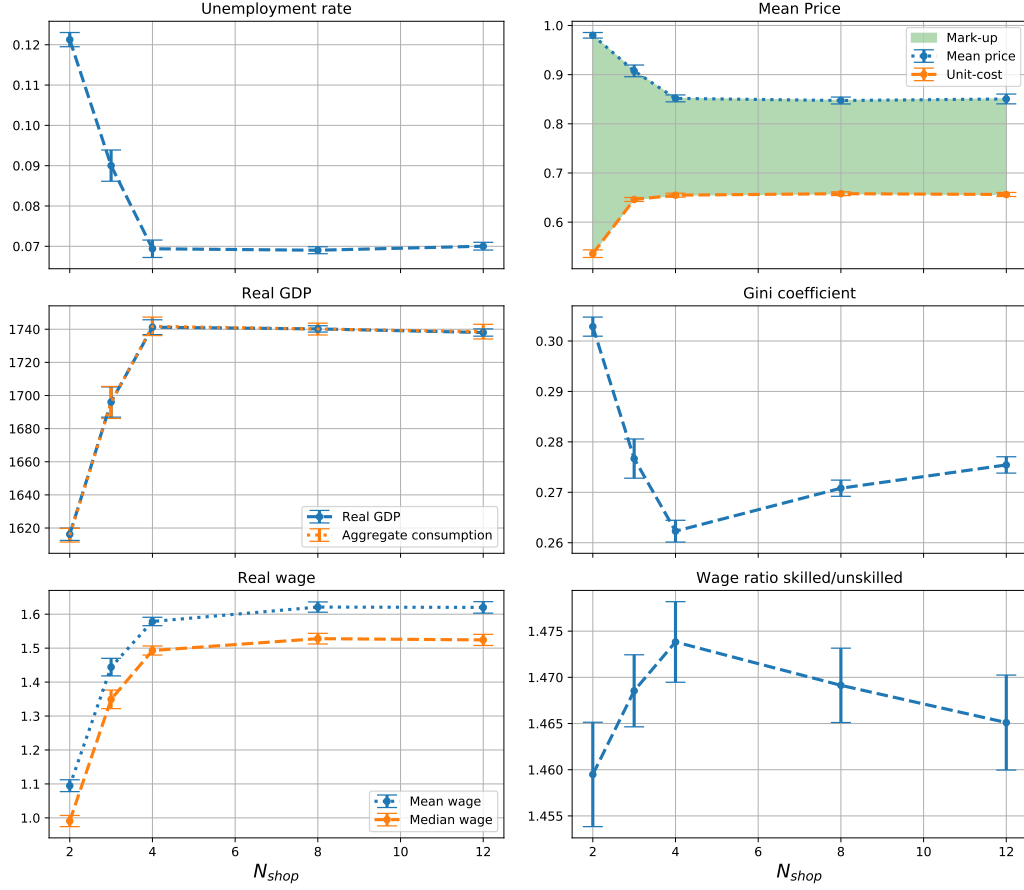 Unemployment rate
0.12
0.11
0.10
0.09
0.08
0.07
Mean Price
1.0
0.9
0.8
0.7
0.6
Mark-up
Mean price
Unit-cost
Real GDP
1740
1720
1700
1680
1660
1640
1620
Real GDP
Aggregate consumption
Gini coefficient
0.30
0.29
0.28
0.27
0.26
Real wage
1.6
1.5
1.4
1.3
1.2
1.1
1.0
Mean wage
Median wage
2 4 6 8 10 12
N_shop
Wage ratio skilled/unskilled
1.475
1.470
1.465
1.460
1.455
2 4 6 8 10 12
N_shop